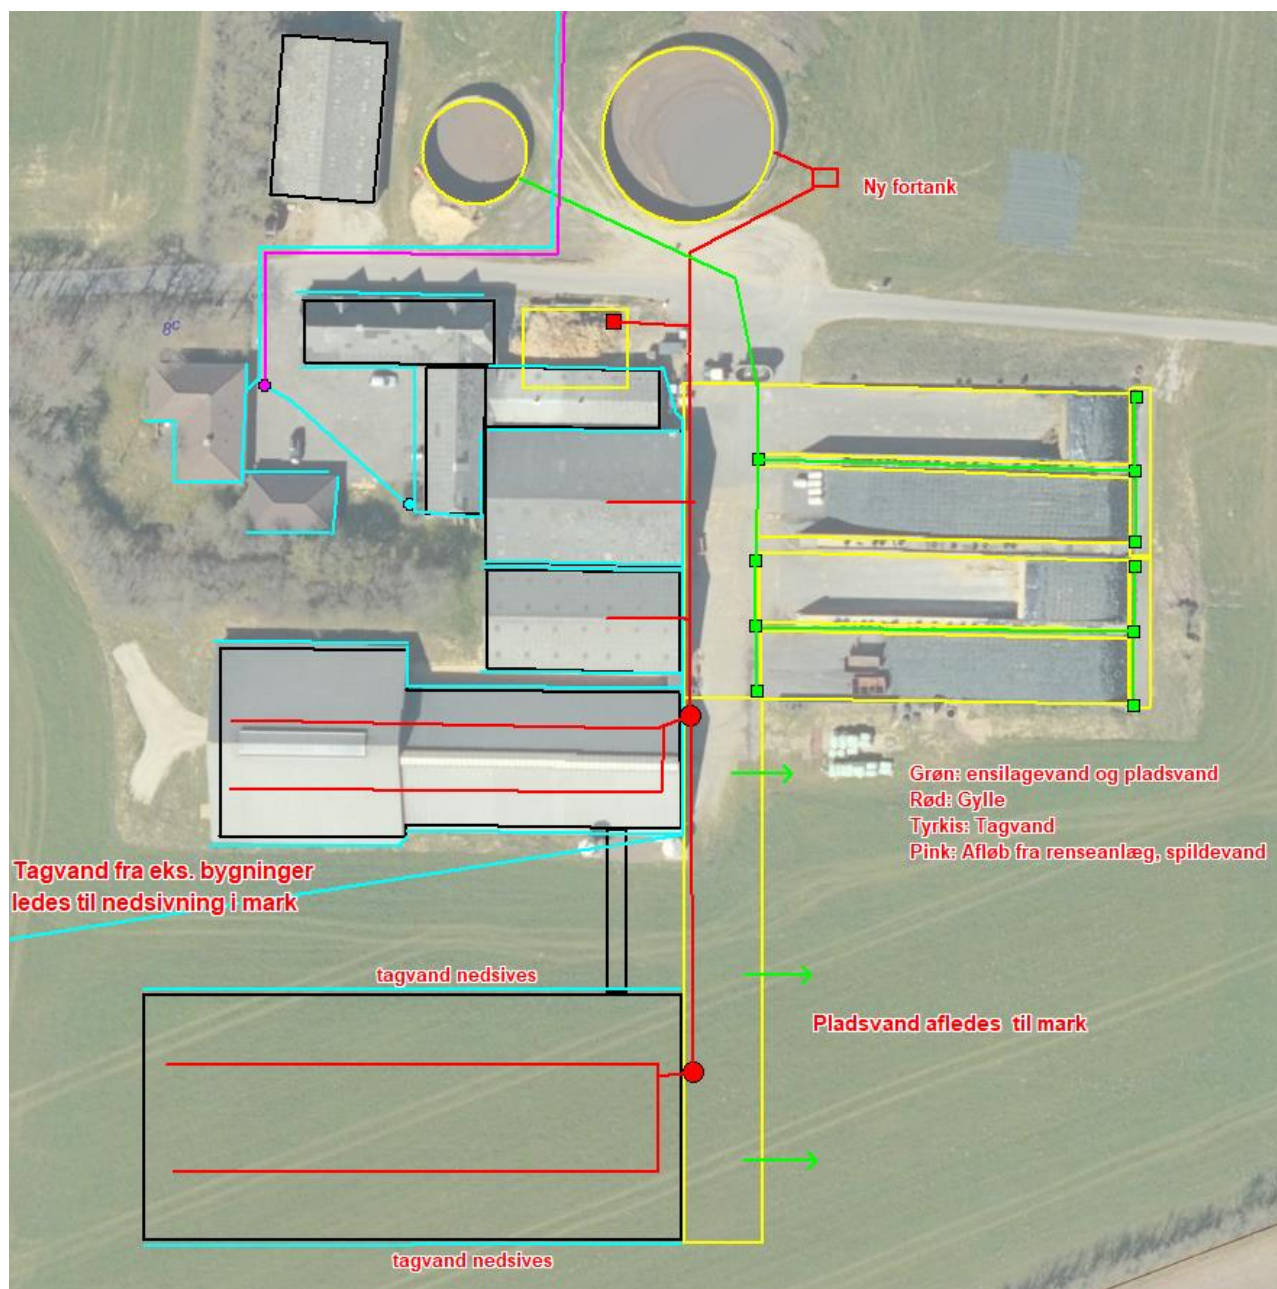 Ny fortank
8c
Grøn: ensilagevand og pladsvand
Rød: Gylle
Tyrkis: Tagvand
Pink: Afløb fra renseanlæg, spildevand
Tagvand fra eks. bygninger
ledes til nedsivning i mark
tagvand nedsives
Pladsvand afledes til mark
tagvand nedsives